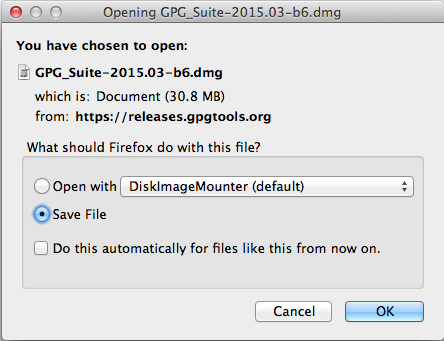 Opening GPG_Suite-2015.03-b6.dmg
You have chosen to open:
GPG_Suite-2015.03-b6.dmg
which is: Document (30.8 MB)
from: https://releases.gpgtools.org
What should Firefox do with this file?
Open with DiskImageMounter (default)
Save File
Do this automatically for files like this from now on.
Cancel OK